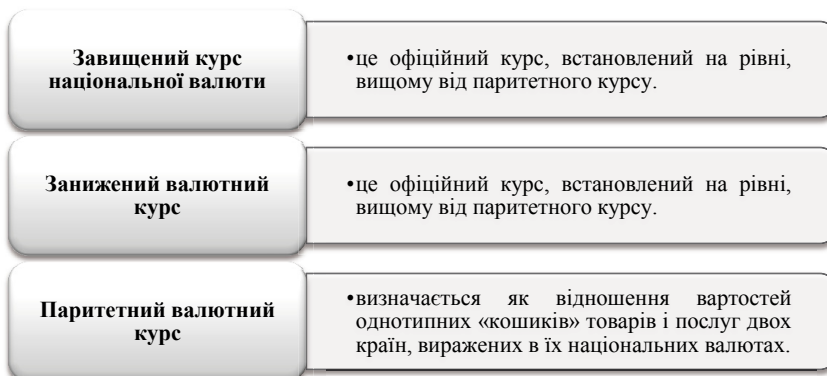 Завищений курс
національної валюти
•це офіційний курс, встановлений на рівні,
вищому від паритетного курсу.
Занижений валютний
курс
•це офіційний курс, встановлений на рівні,
вищому від паритетного курсу.
Паритетний валютний
курс
•визначається як відношення вартостей
однотипних «кошиків» товарів і послуг двох
країн, виражених в їх національних валютах.